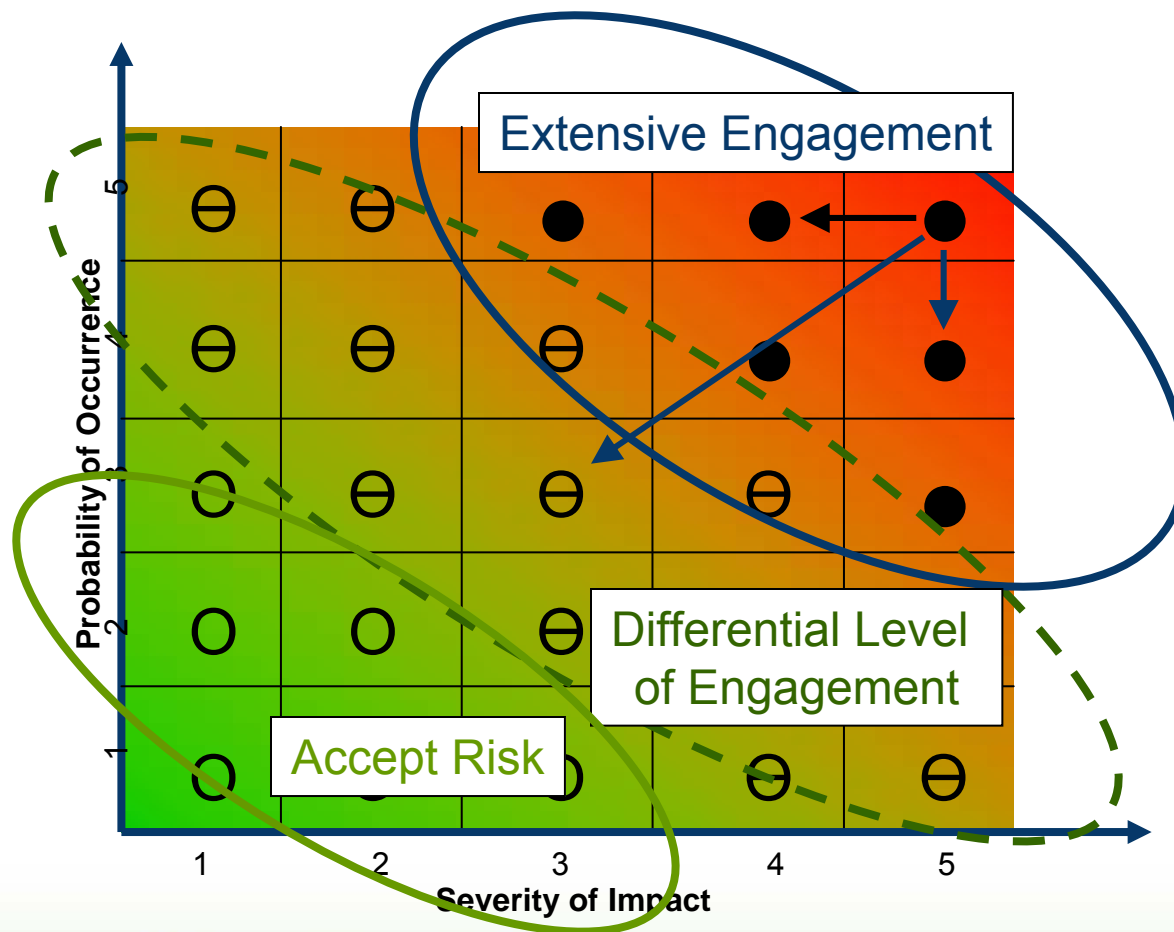 Extensive Engagement
5
4
3
2
1
Probability of Occurrence
Differential Level
of Engagement
Accept Risk
1
2
3
4
5
Severity of Impact